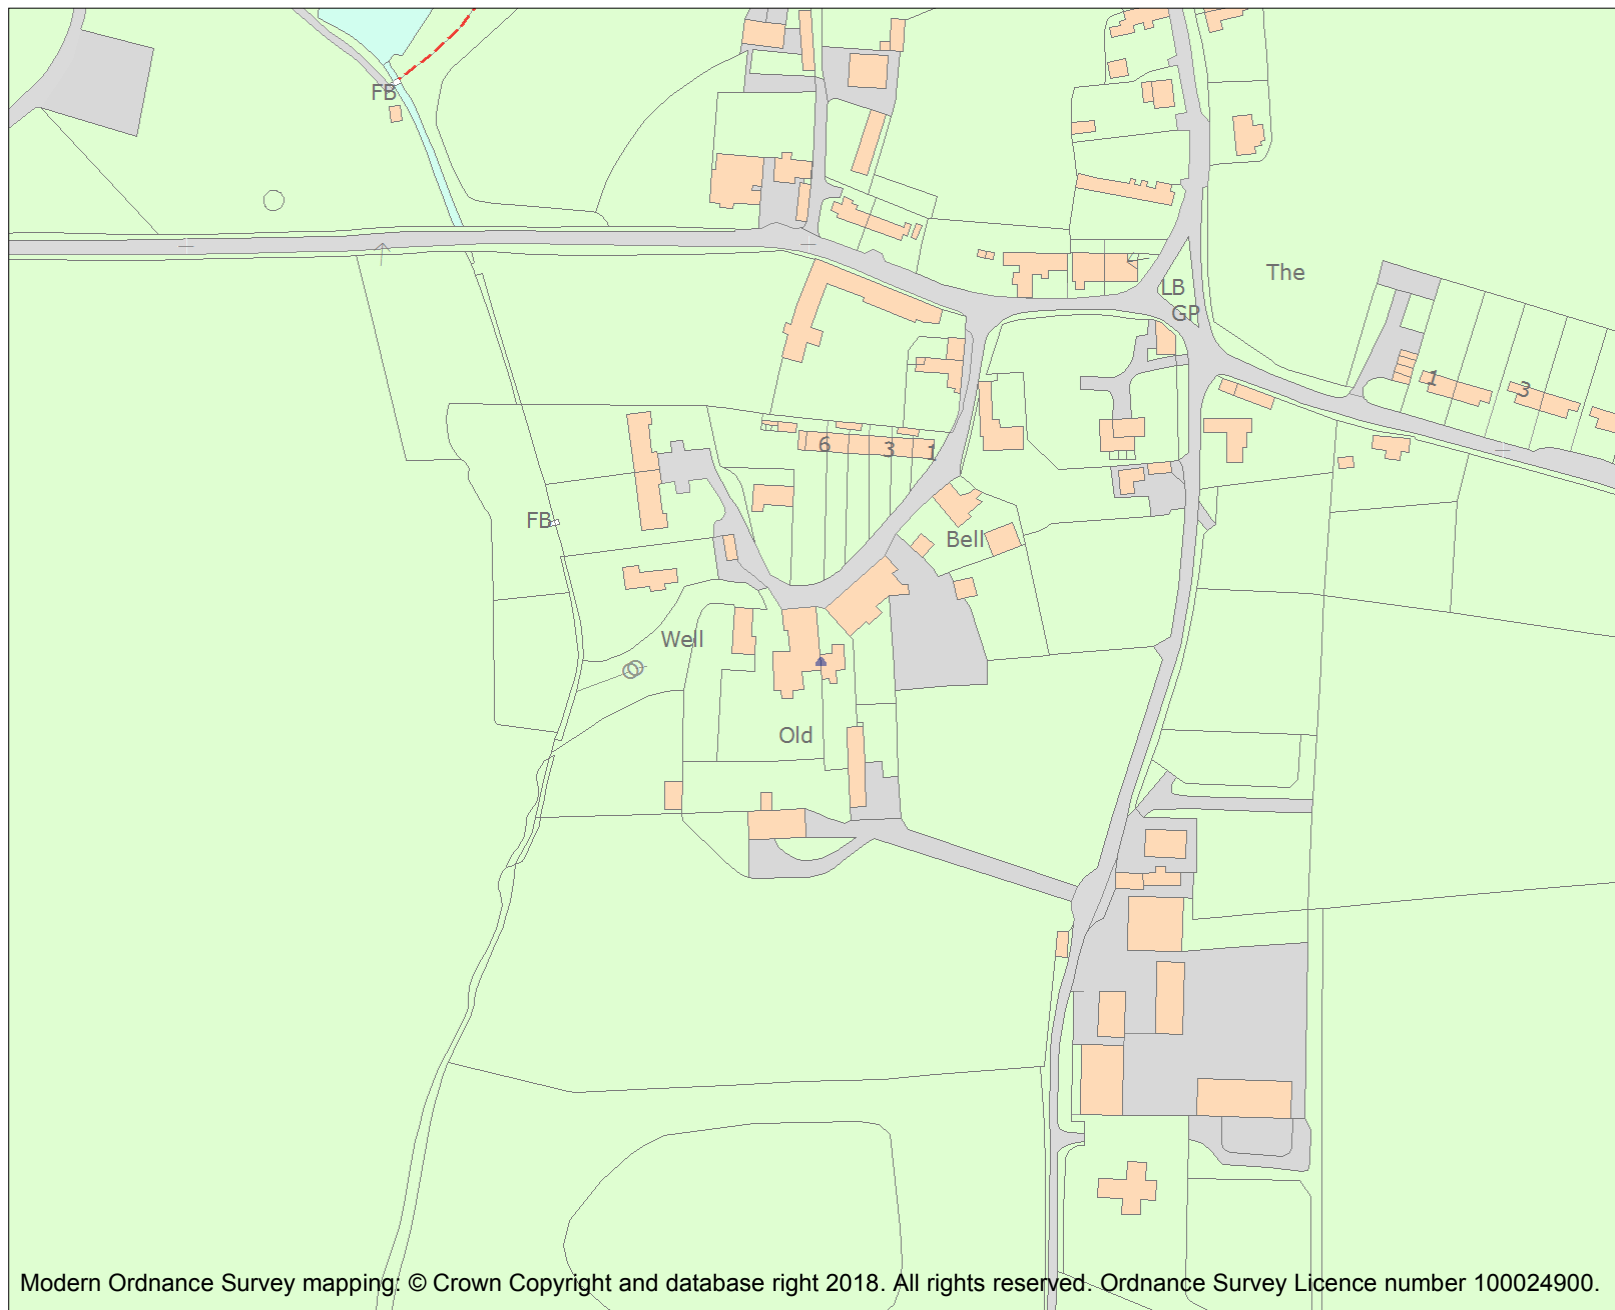 FB
The
LB
GP
1
3
6
3
1
FB
Bell
Well
Old
Modern Ordnance Survey mapping: © Crown Copyright and database right 2018. All rights reserved. Ordnance Survey Licence number 100024900.